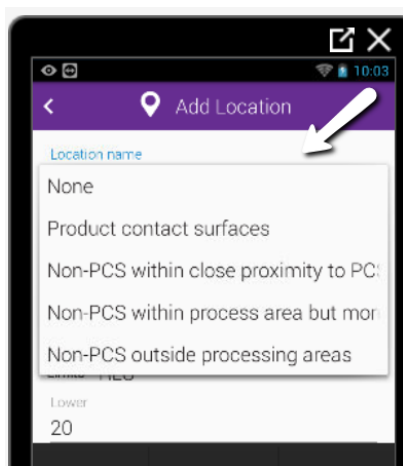 10:03
Add Location
Location name
None
Product contact surfaces
Non-PCS within close proximity to PC
Non-PCS within process area but mor
Non-PCS outside processing areas
Lower
20